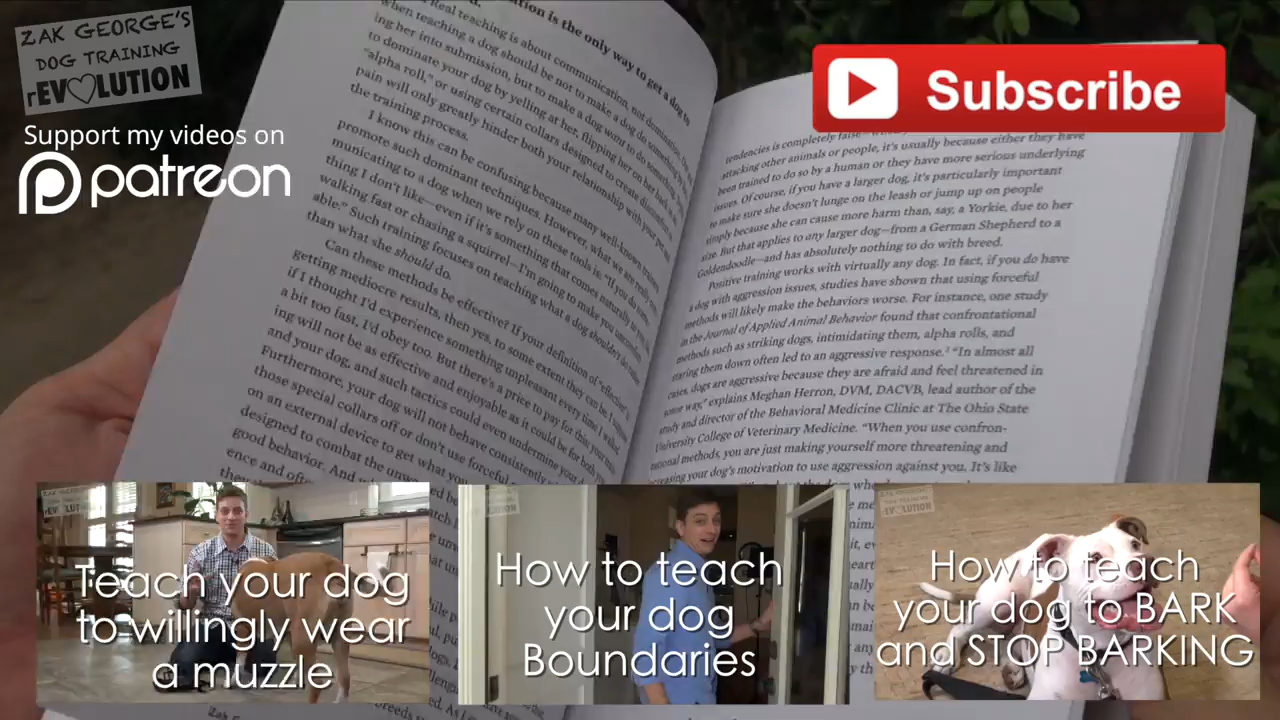 ZAK GEORGE'S
DOG TRAINING
rEV♡LUTION
Support my videos on
patreon
Subscribe
is the only way to get a dog to
Real teaching is about communication, not
when teaching a dog should be not to make a dog do
ing her into submission, but to make a dog want to do
to dominate your dog by yelling at her, flipping her on her
"alpha roll," or using certain collars designed to create
pain will only greatly hinder both your relationship with your pet
the training process.
I know this can be confusing because many well-known
promote such dominant techniques. However, what we are really
municating to a dog when we rely on these tools is, "If you do
thing I don't like—even if it's something that comes naturally to you
walking fast or chasing a squirrel—I'm going to make you
able." Such training focuses on teaching what a dog shouldn't do
than what she should do.
Can these methods be effective? If your definition of "effective"
getting mediocre results, then yes, to some extent they can be.
if I thought I'd experience something unpleasant every time I walked
a bit too fast, I'd obey too. But there's a price to pay for this
ing will not be as effective and enjoyable as it could be for both you
and your dog, and such tactics could even undermine your
Furthermore, your dog will not behave consistently
those special collars off or don't use forceful
on an external device to get what you
designed to combat the unwanted
good behavior. And
ence and
tendencies is completely false
attacking other animals or people, it's usually because either they have
been trained to do so by a human or they have more serious underlying
issues. Of course, if you have a larger dog, it's particularly important
to make sure she doesn't lunge on the leash or jump up on people
simply because she can cause more harm than, say, a Yorkie, due to her
size. But that applies to any larger dog—from a German Shepherd to a
Goldendoodle—and has absolutely nothing to do with breed.
Positive training works with virtually any dog. In fact, if you do have
a dog with aggression issues, studies have shown that using forceful
methods will likely make the behaviors worse. For instance, one study
in the Journal of Applied Animal Behavior found that confrontational
methods such as striking dogs, intimidating them, alpha rolls, and
staring them down often led to an aggressive response.² "In almost all
cases, dogs are aggressive because they are afraid and feel threatened in
some way," explains Meghan Herron, DVM, DACVB, lead author of the
study and director of the Behavioral Medicine Clinic at The Ohio State
University College of Veterinary Medicine. "When you use confron-
tational methods, you are just making yourself more threatening and
increasing your dog's motivation to use aggression against you. It's like
Teach your dog
to willingly wear
a muzzle
How to teach
your dog
Boundaries
How to teach
your dog to BARK
and STOP BARKING